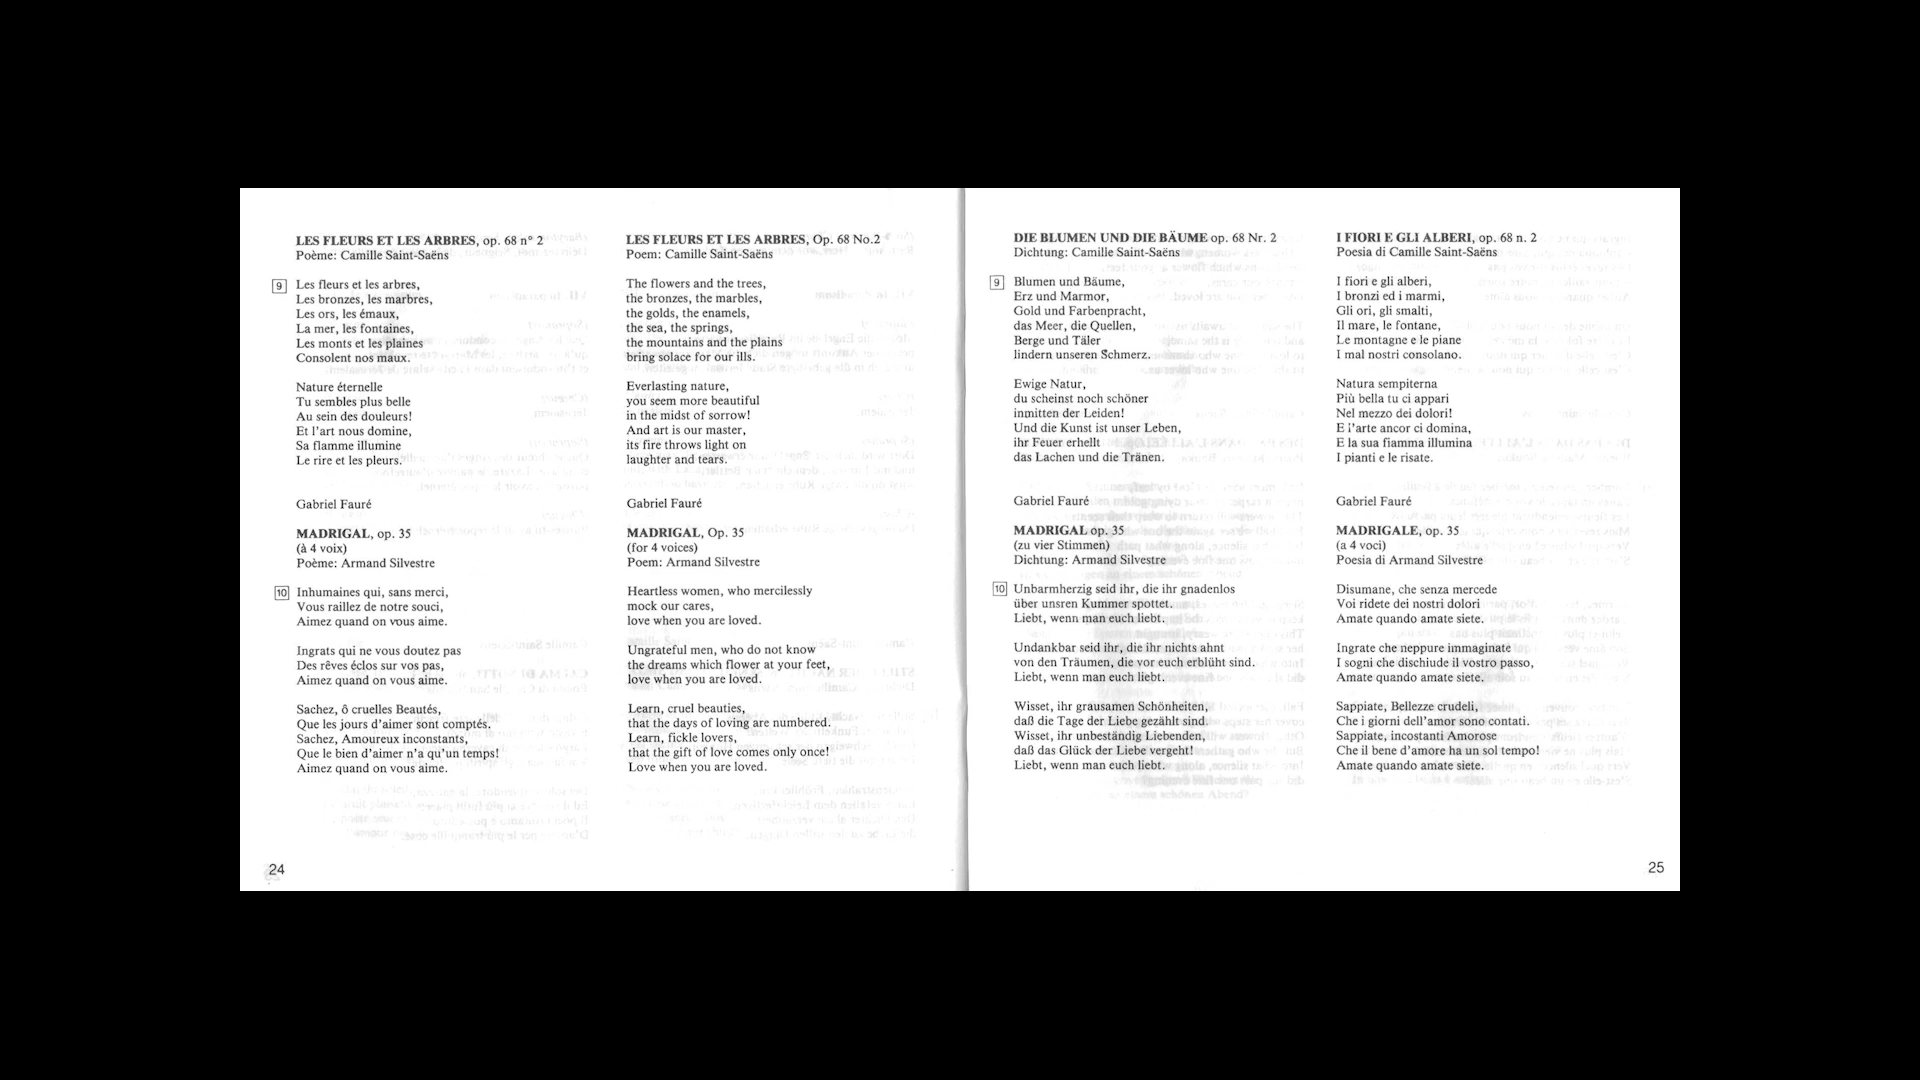 LES FLEURS ET LES ARBRES, op. 68 n° 2
Poème: Camille Saint-Saëns
9
Les fleurs et les arbres,
Les bronzes, les marbres,
Les ors, les émaux,
La mer, les fontaines,
Les monts et les plaines
Consolent nos maux.
Nature éternelle
Tu sembles plus belle
Au sein des douleurs!
Et l'art nous domine,
Sa flamme illumine
Le rire et les pleurs.
Gabriel Fauré
MADRIGAL, op. 35
(à 4 voix)
Poème: Armand Silvestre
10
Inhumaines qui, sans merci,
Vous raillez de notre souci,
Aimez quand on vous aime.
Ingrats qui ne vous doutez pas
Des rêves éclos sur vos pas,
Aimez quand on vous aime.
Sachez, ô cruelles Beautés,
Que les jours d'aimer sont comptés.
Sachez, Amoureux inconstants,
Que le bien d'aimer n'a qu'un temps!
Aimez quand on vous aime.
24
LES FLEURS ET LES ARBRES, Op. 68 No.2
Poem: Camille Saint-Saëns
The flowers and the trees,
the bronzes, the marbles,
the golds, the enamels,
the sea, the springs,
the mountains and the plains
bring solace for our ills.
Everlasting nature,
you seem more beautiful
in the midst of sorrow!
And art is our master,
its fire throws light on
laughter and tears.
Gabriel Fauré
MADRIGAL, Op. 35
(for 4 voices)
Poem: Armand Silvestre
Heartless women, who mercilessly
mock our cares,
love when you are loved.
Ungrateful men, who do not know
the dreams which flower at your feet,
love when you are loved.
Learn, cruel beauties,
that the days of loving are numbered.
Learn, fickle lovers,
that the gift of love comes only once!
Love when you are loved.
DIE BLUMEN UND DIE BÄUME op. 68 Nr. 2
Dichtung: Camille Saint-Saëns
9
Blumen und Bäume,
Erz und Marmor,
Gold und Farbenpracht,
das Meer, die Quellen,
Berge und Täler
lindern unseren Schmerz.
Ewige Natur,
du scheinst noch schöner
inmitten der Leiden!
Und die Kunst ist unser Leben,
ihr Feuer erhellt
das Lachen und die Tränen.
Gabriel Fauré
MADRIGAL op. 35
(zu vier Stimmen)
Dichtung: Armand Silvestre
10
Unbarmherzig seid ihr, die ihr gnadenlos
über unsren Kummer spottet.
Liebt, wenn man euch liebt.
Undankbar seid ihr, die ihr nichts ahnt
von den Träumen, die vor euch erblüht sind.
Liebt, wenn man euch liebt.
Wisset, ihr grausamen Schönheiten,
daß die Tage der Liebe gezählt sind.
Wisset, ihr unbeständig Liebenden,
daß das Glück der Liebe vergeht!
Liebt, wenn man euch liebt.
I FIORI E GLI ALBERI, op. 68 n. 2
Poesia di Camille Saint-Saëns
I fiori e gli alberi,
I bronzi ed i marmi,
Gli ori, gli smalti,
Il mare, le fontane,
Le montagne e le piane
I mal nostri consolano.
Natura sempiterna
Più bella tu ci appari
Nel mezzo dei dolori!
E l'arte ancor ci domina,
E la sua fiamma illumina
I pianti e le risate.
Gabriel Fauré
MADRIGALE, op. 35
(a 4 voci)
Poesia di Armand Silvestre
Disumane, che senza mercede
Voi ridete dei nostri dolori
Amate quando amate siete.
Ingrate che neppure immaginate
I sogni che dischiude il vostro passo,
Amate quando amate siete.
Sappiate, Bellezze crudeli,
Che i giorni dell'amor sono contati.
Sappiate, incostanti Amorose
Che il bene d'amore ha un sol tempo!
Amate quando amate siete.
25